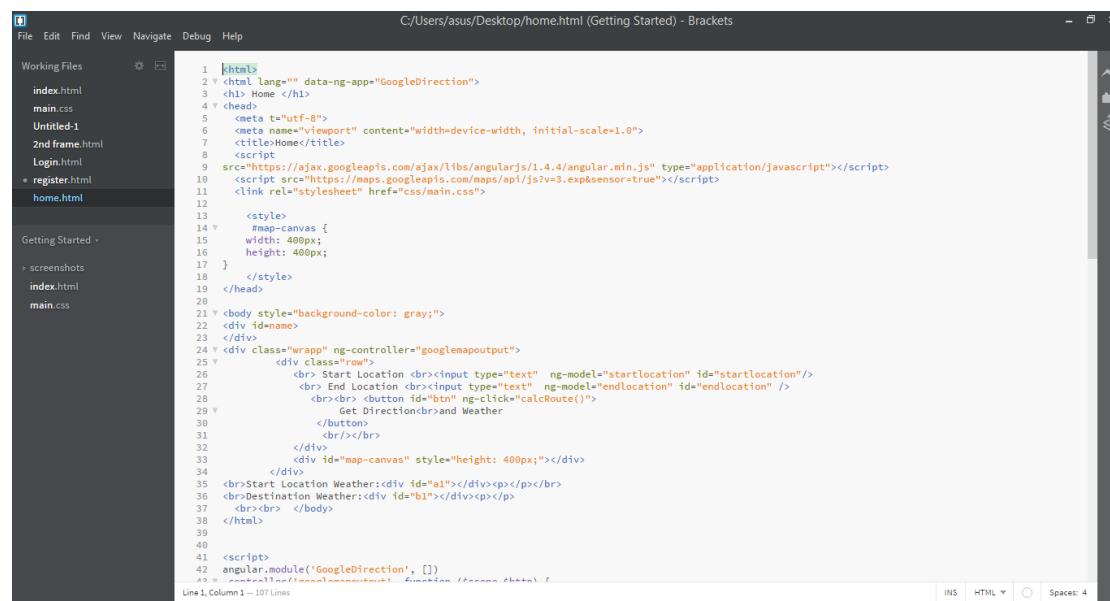 C:/Users/asus/Desktop/home.html (Getting Started) - Brackets
File Edit Find View Navigate Debug Help
Working Files
index.html
main.css
Untitled-1
2nd frame.html
Login.html
register.html
home.html
Getting Started
screenshots
index.html
main.css
1 <html>
2 <html lang="" data-ng-app="GoogleDirection">
3 <h1> Home </h1>
4 <head>
5 <meta t="utf-8">
6 <meta name="viewport" content="width=device-width, initial-scale=1.0">
7 <title>Home</title>
8 <script
9 src="https://ajax.googleapis.com/ajax/libs/angularjs/1.4.4/angular.min.js" type="application/javascript"></script>
10 <script src="https://maps.googleapis.com/maps/api/js?v=3.exp&sensor=true"></script>
11 <link rel="stylesheet" href="css/main.css">
12
13 <style>
14 #map-canvas {
15 width: 400px;
16 height: 400px;
17 }
18 </style>
19 </head>
20
21 <body style="background-color: gray;">
22 <div id=name>
23 </div>
24 <div class="wrapp" ng-controller="googlemapoutput">
25 <div class="row">
26 <br> Start Location <br><input type="text" ng-model="startlocation" id="startlocation"/>
27 <br> End Location <br><input type="text" ng-model="endlocation" id="endlocation" />
28 <br><br> <button id="btn" ng-click="calcRoute()">
29 Get Direction<br>and Weather
30 </button>
31 <br/></br>
32 </div>
33 <div id="map-canvas" style="height: 400px;"></div>
34 </div>
35 <br>Start Location Weather:<div id="a1"></div><p></p></br>
36 <br>Destination Weather:<div id="b1"></div><p></p>
37 <br><br> </body>
38 </html>
39
40
41 <script>
42 angular.module('GoogleDirection', [])
43 .controller('googlemapoutput', function ($scope,$http) {
Line 1, Column 1 — 107 Lines
INS HTML Spaces: 4